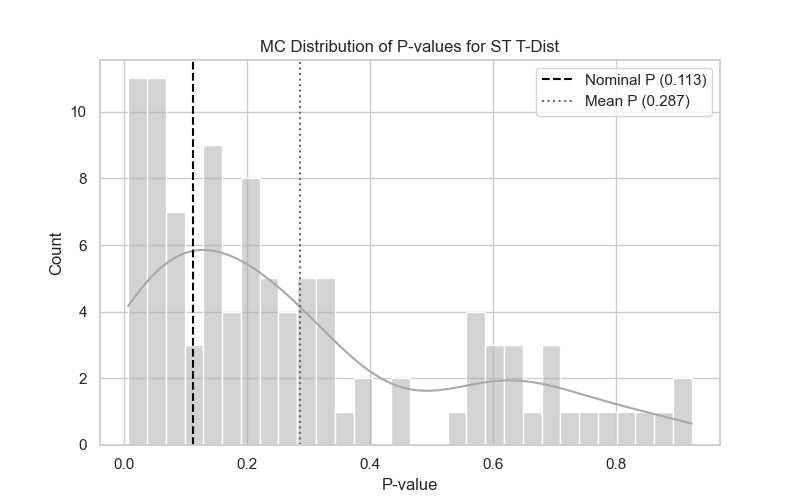 MC Distribution of P-values for ST T-Dist
Nominal P (0.113)
Mean P (0.287)
Count
10
8
6
4
2
0
0.0 0.2 0.4 0.6 0.8
P-value